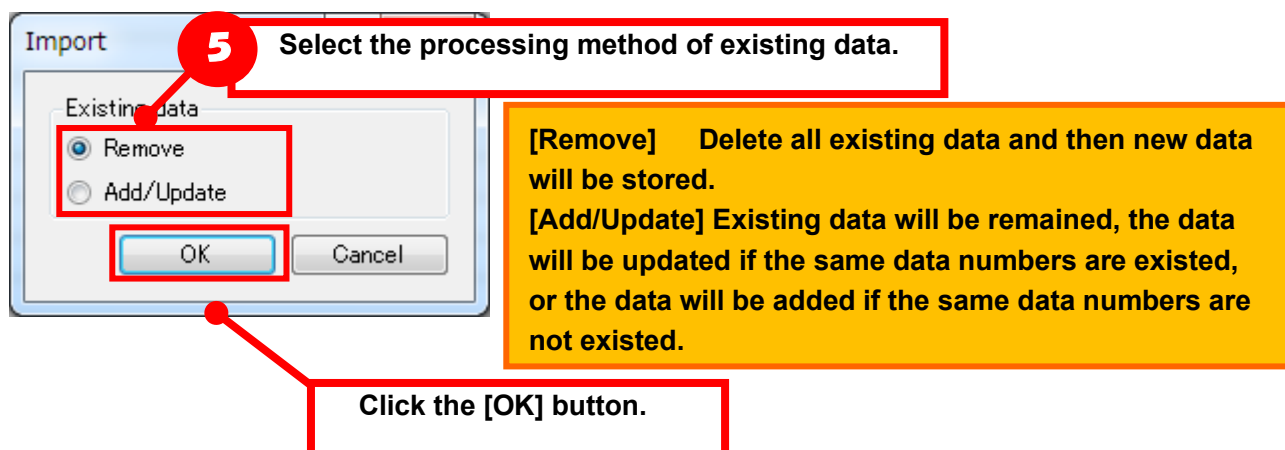 Import
5
Select the processing method of existing data.
Existing data
Remove
Add/Update
OK
Cancel
[Remove] Delete all existing data and then new data
will be stored.
[Add/Update] Existing data will be remained, the data
will be updated if the same data numbers are existed,
or the data will be added if the same data numbers are
not existed.
Click the [OK] button.